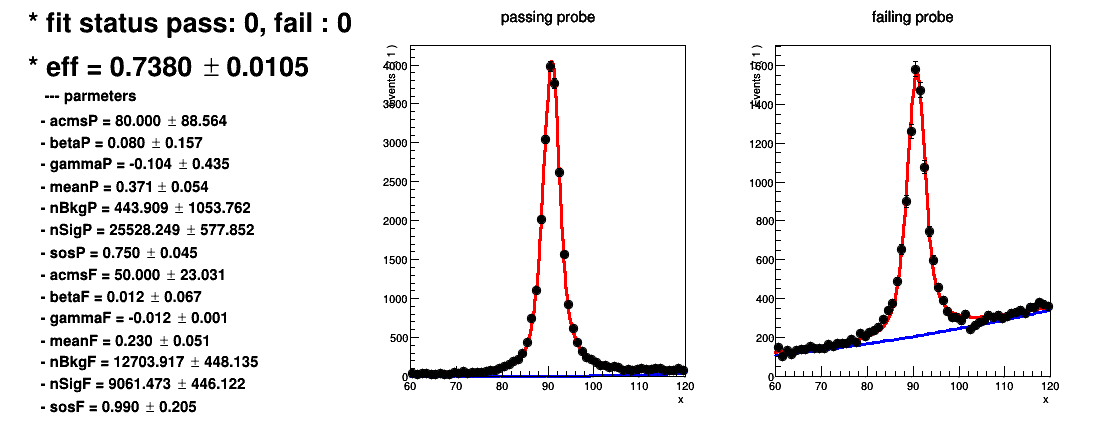 * fit status pass: 0, fail : 0
* eff = 0.7380 ± 0.0105
--- parmeters
- acmsP = 80.000 ± 88.564
- betaP = 0.080 ± 0.157
- gammaP = -0.104 ± 0.435
- meanP = 0.371 ± 0.054
- nBkgP = 443.909 ± 1053.762
- nSigP = 25528.249 ± 577.852
- sosP = 0.750 ± 0.045
- acmsF = 50.000 ± 23.031
- betaF = 0.012 ± 0.067
- gammaF = -0.012 ± 0.001
- meanF = 0.230 ± 0.051
- nBkgF = 12703.917 ± 448.135
- nSigF = 9061.473 ± 446.122
- sosF = 0.990 ± 0.205
passing probe
Events ( 1 )
4000
3500
3000
2500
2000
1500
1000
500
0
60 70 80 90 100 110 120
x
failing probe
Events ( 1 )
1600
1400
1200
1000
800
600
400
200
0
60 70 80 90 100 110 120
x